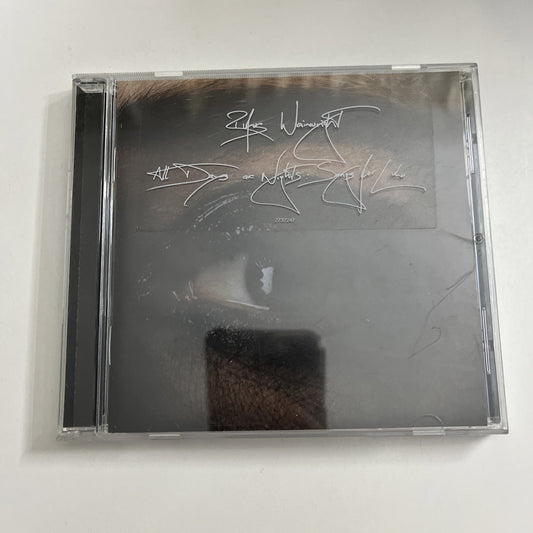 Rufus Wainwright
All Days are Nights: Songs for Lulu